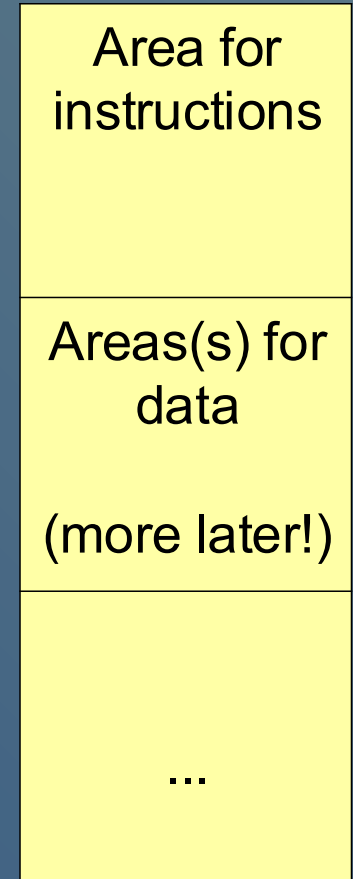 Area for
instructions
Areas(s) for
data
(more later!)
...